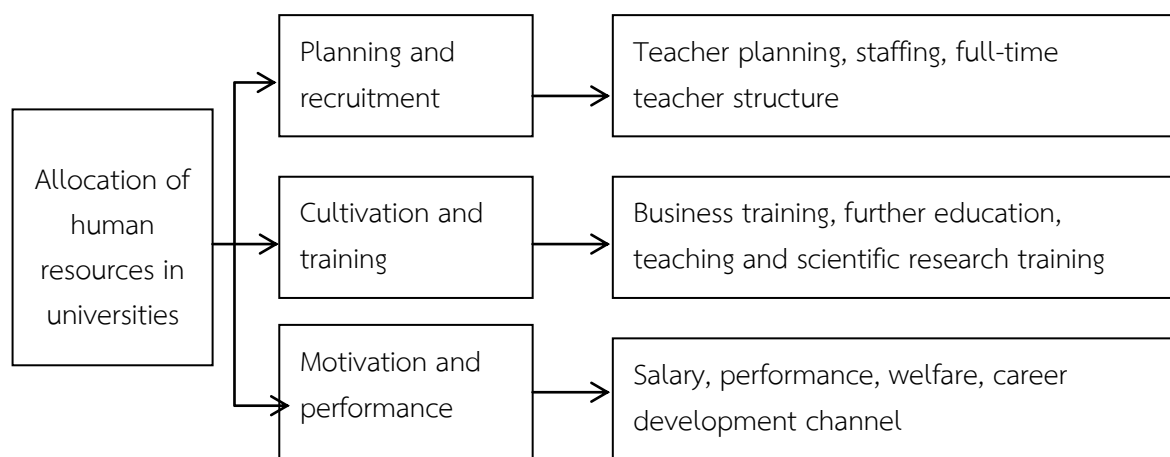 Allocation of
human
resources in
universities
Planning and
recruitment
Teacher planning, staffing, full-time
teacher structure
Cultivation and
training
Business training, further education,
teaching and scientific research training
Motivation and
performance
Salary, performance, welfare, career
development channel